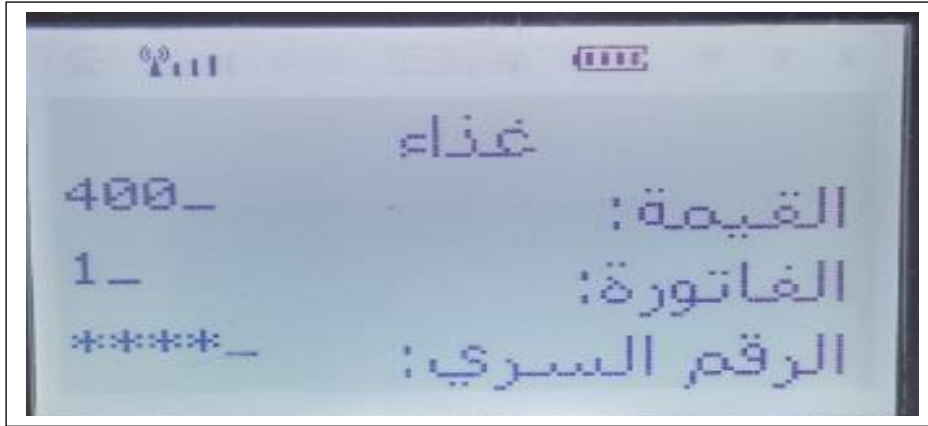 غذاء
القيمة: 400_
الفاتورة: 1_
الرقم السري: ****_